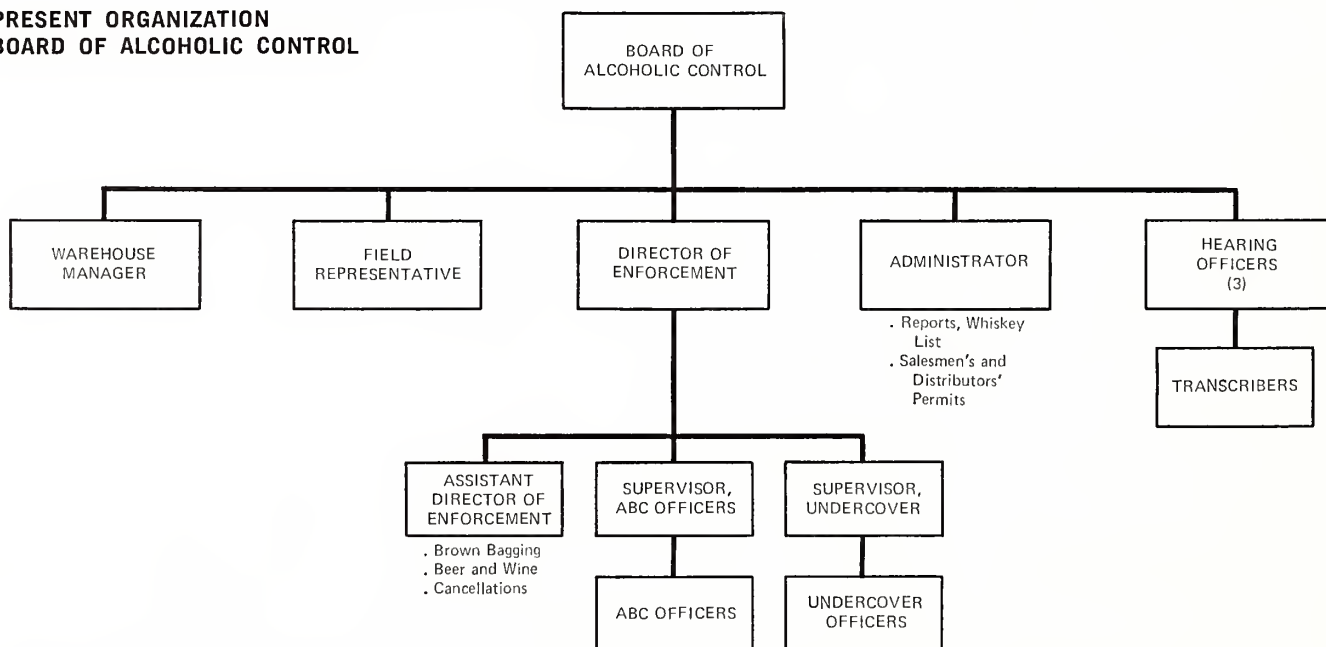 PRESENT ORGANIZATION
BOARD OF ALCOHOLIC CONTROL
BOARD OF
ALCOHOLIC CONTROL
WAREHOUSE
MANAGER
FIELD
REPRESENTATIVE
DIRECTOR OF
ENFORCEMENT
ADMINISTRATOR
. Reports, Whiskey
List
. Salesmen's and
Distributors'
Permits
HEARING
OFFICERS
(3)
TRANSCRIBERS
ASSISTANT
DIRECTOR OF
ENFORCEMENT
. Brown Bagging
. Beer and Wine
. Cancellations
SUPERVISOR,
ABC OFFICERS
ABC OFFICERS
SUPERVISOR,
UNDERCOVER
UNDERCOVER
OFFICERS